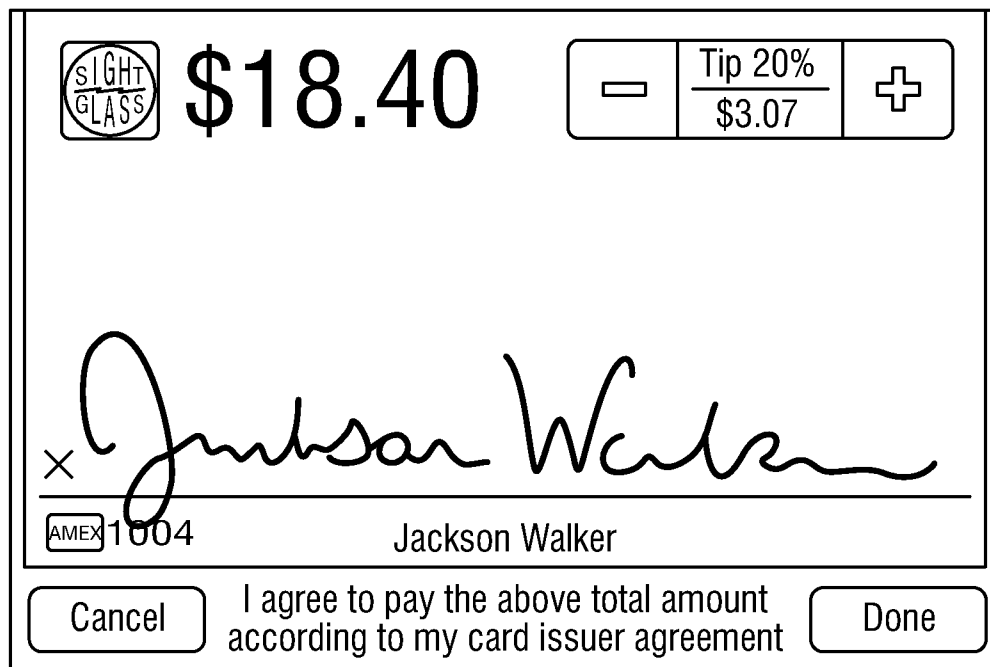 SIGHT
GLASS
$18.40
Tip 20%
$3.07
Jackson Walker
AMEX 1004
Jackson Walker
Cancel
I agree to pay the above total amount
according to my card issuer agreement
Done